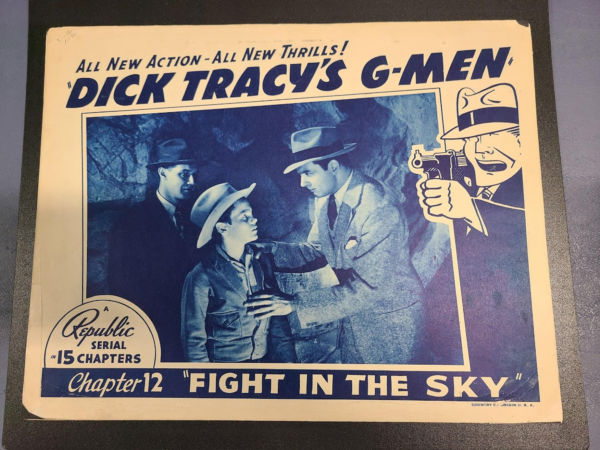 ALL NEW ACTION - ALL NEW THRILLS!
"DICK TRACY'S G-MEN"
A
Republic
SERIAL
IN 15 CHAPTERS
Chapter 12 "FIGHT IN THE SKY"